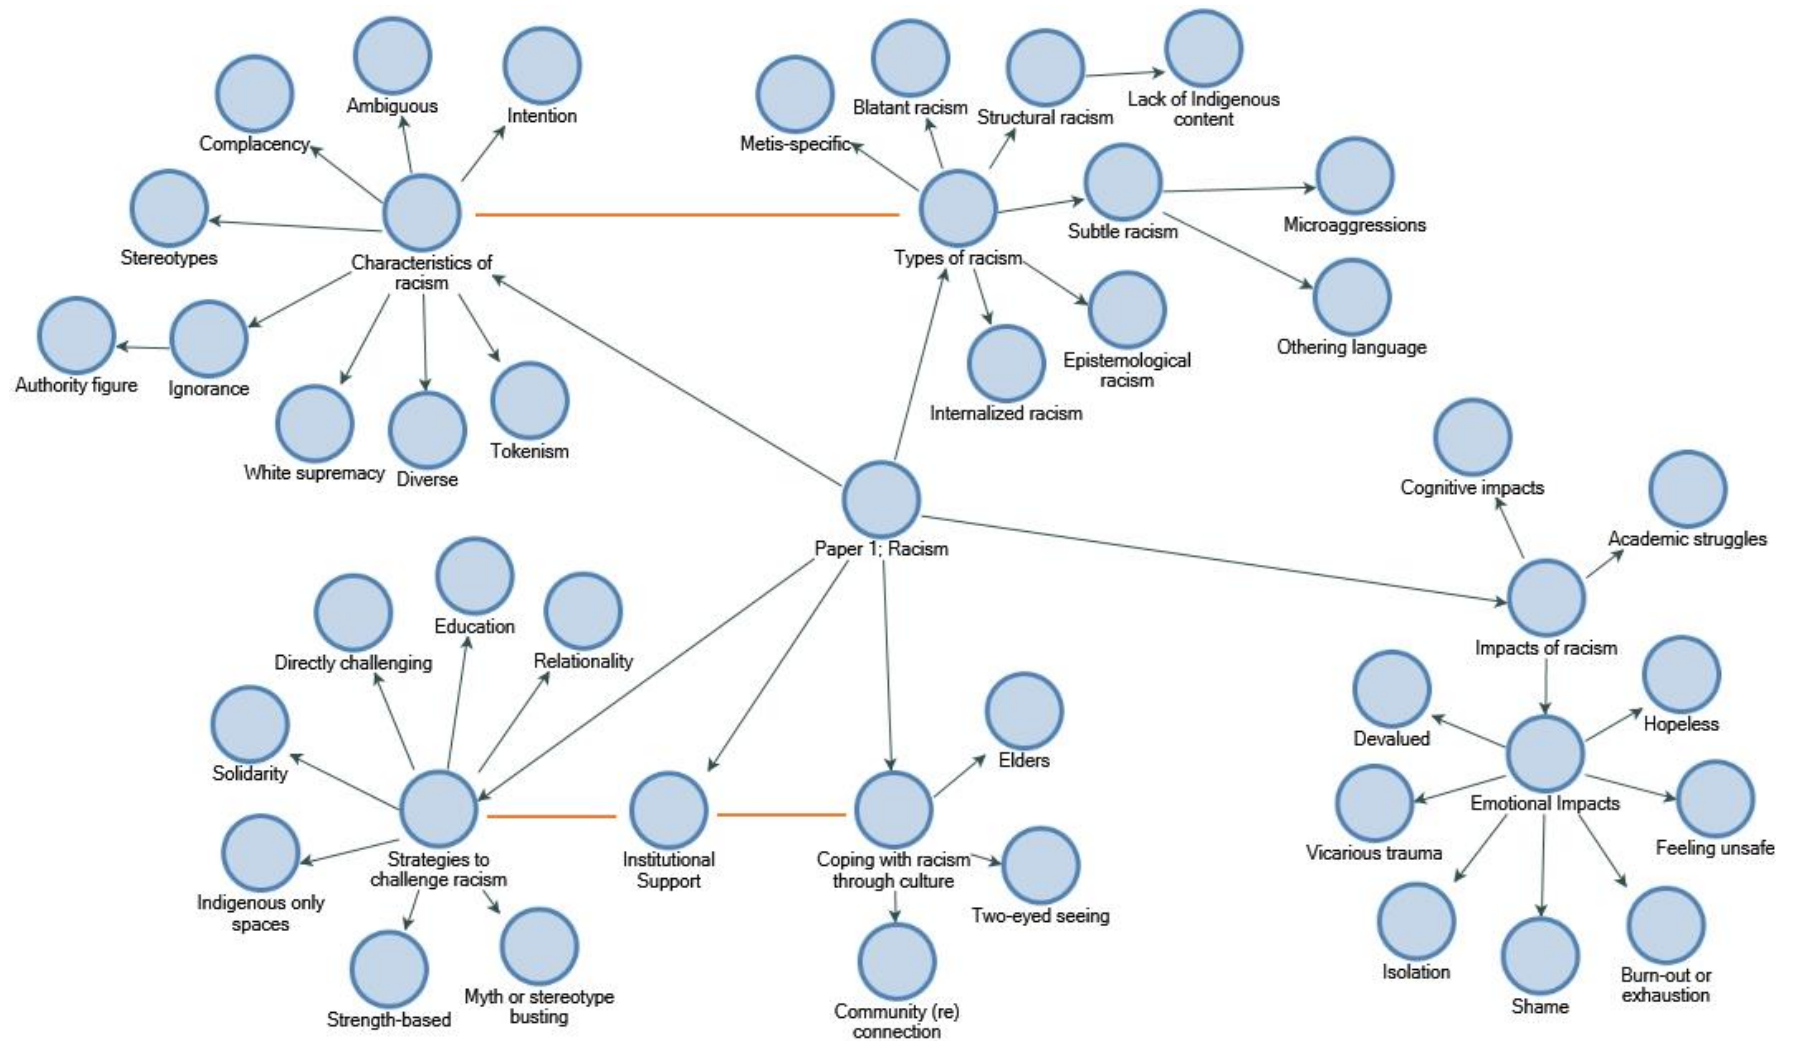 Ambiguous
Intention
Complacency
Stereotypes
Characteristics of
racism
Authority figure
Ignorance
White supremacy
Diverse
Tokenism
Blatant racism
Structural racism
Lack of Indigenous
content
Metis-specific
Subtle racism
Microaggressions
Types of racism
Othering language
Epistemological
racism
Internalized racism
Paper 1; Racism
Cognitive impacts
Academic struggles
Impacts of racism
Devalued
Hopeless
Emotional Impacts
Vicarious trauma
Feeling unsafe
Isolation
Shame
Burn-out or
exhaustion
Education
Directly challenging
Relationality
Solidarity
Strategies to
challenge racism
Indigenous only
spaces
Strength-based
Myth or stereotype
busting
Institutional
Support
Elders
Coping with racism
through culture
Two-eyed seeing
Community (re)
connection